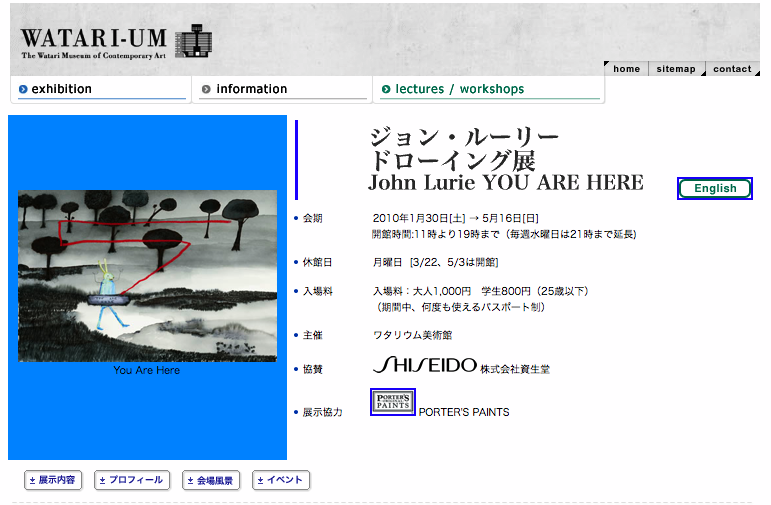 WATARI-UM
The Watari Museum of Contemporary Art
home
sitemap
contact
exhibition
information
lectures / workshops
ジョン・ルーリー
ドローイング展
John Lurie YOU ARE HERE
English
会期 2010年1月30日[土] → 5月16日[日]
開館時間:11時より19時まで（毎週水曜日は21時まで延長)
休館日 月曜日 [3/22、5/3は開館]
入場料 入場料：大人1,000円　学生800円（25歳以下）
（期間中、何度も使えるパスポート制）
主催 ワタリウム美術館
協賛 SHISEIDO 株式会社資生堂
展示協力 PORTER'S ORIGINAL PAINTS PORTER'S PAINTS
You Are Here
展示内容
プロフィール
会場風景
イベント